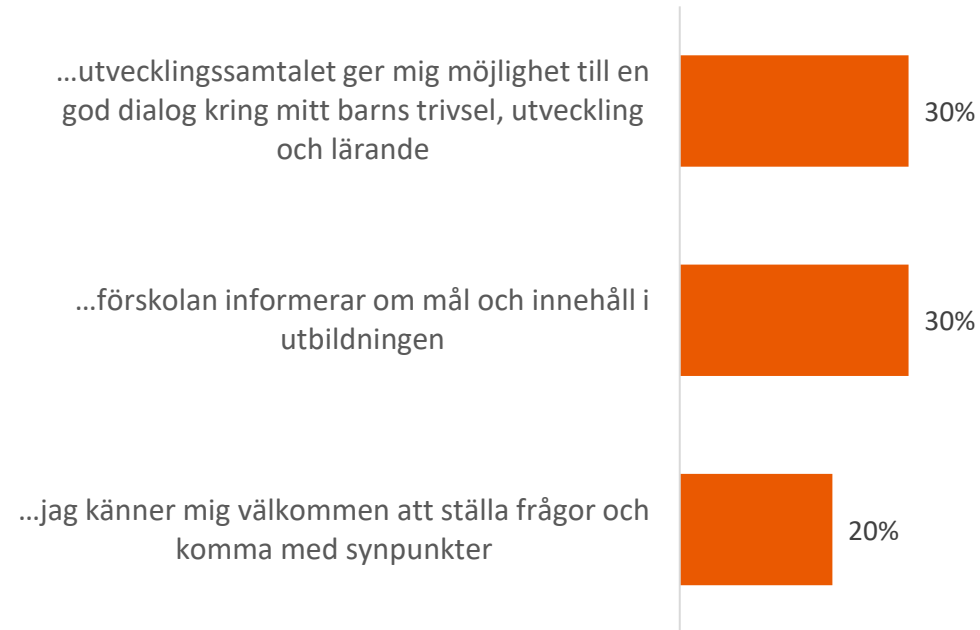 ...utvecklingssamtalet ger mig möjlighet till en
god dialog kring mitt barns trivsel, utveckling
och lärande
30%
...förskolan informerar om mål och innehåll i
utbildningen
30%
...jag känner mig välkommen att ställa frågor och
komma med synpunkter
20%